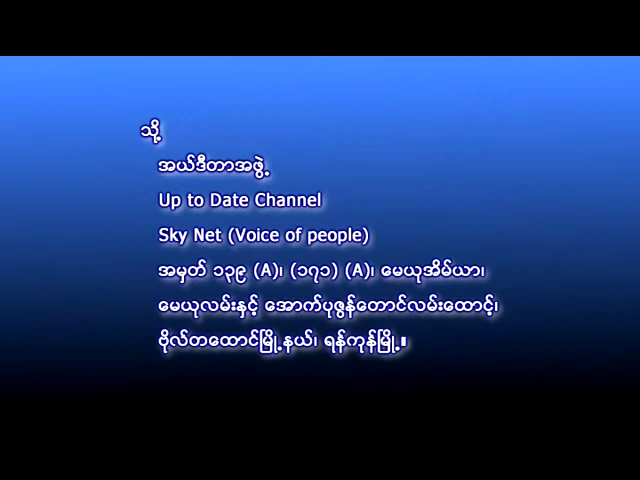 သို့
အယ်ဒီတာအဖွဲ့
Up to Date Channel
Sky Net (Voice of people)
အမှတ် ၁၃၉ (A)၊ (၁၇၁) (A)၊ မေယုအိမ်ယာ၊
မေယုလမ်းနှင့် အောက်ပုဇွန်တောင်လမ်းထောင့်၊
ဗိုလ်တထောင်မြို့နယ်၊ ရန်ကုန်မြို့။